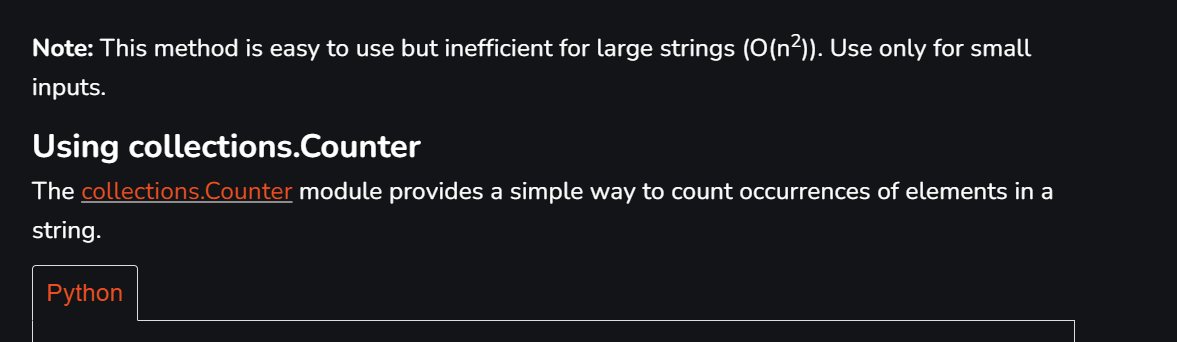 Note: This method is easy to use but inefficient for large strings (O(n²)). Use only for small
inputs.
Using collections.Counter
The collections.Counter module provides a simple way to count occurrences of elements in a
string.
Python